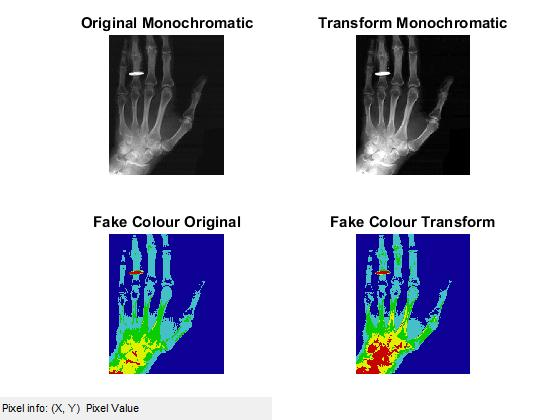 Original Monochromatic
Transform Monochromatic
Fake Colour Original
Fake Colour Transform
Pixel info: (X, Y) Pixel Value